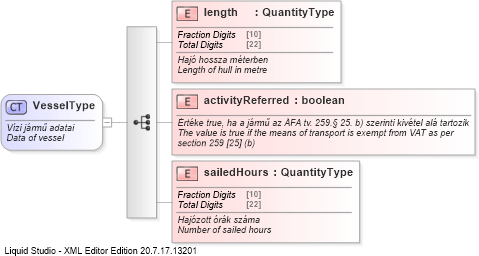 E length : QuantityType
Fraction Digits [10]
Total Digits [22]
Hajó hossza méterben
Length of hull in metre
CT VesselType
Vízi jármű adatai
Data of vessel
E activityReferred : boolean
Értéke true, ha a jármű az ÁFA tv. 259.§ 25. b) szerinti kivétel alá tartozik
The value is true if the means of transport is exempt from VAT as per
section 259 [25] (b)
E sailedHours : QuantityType
Fraction Digits [10]
Total Digits [22]
Hajózott órák száma
Number of sailed hours
Liquid Studio - XML Editor Edition 20.7.17.13201